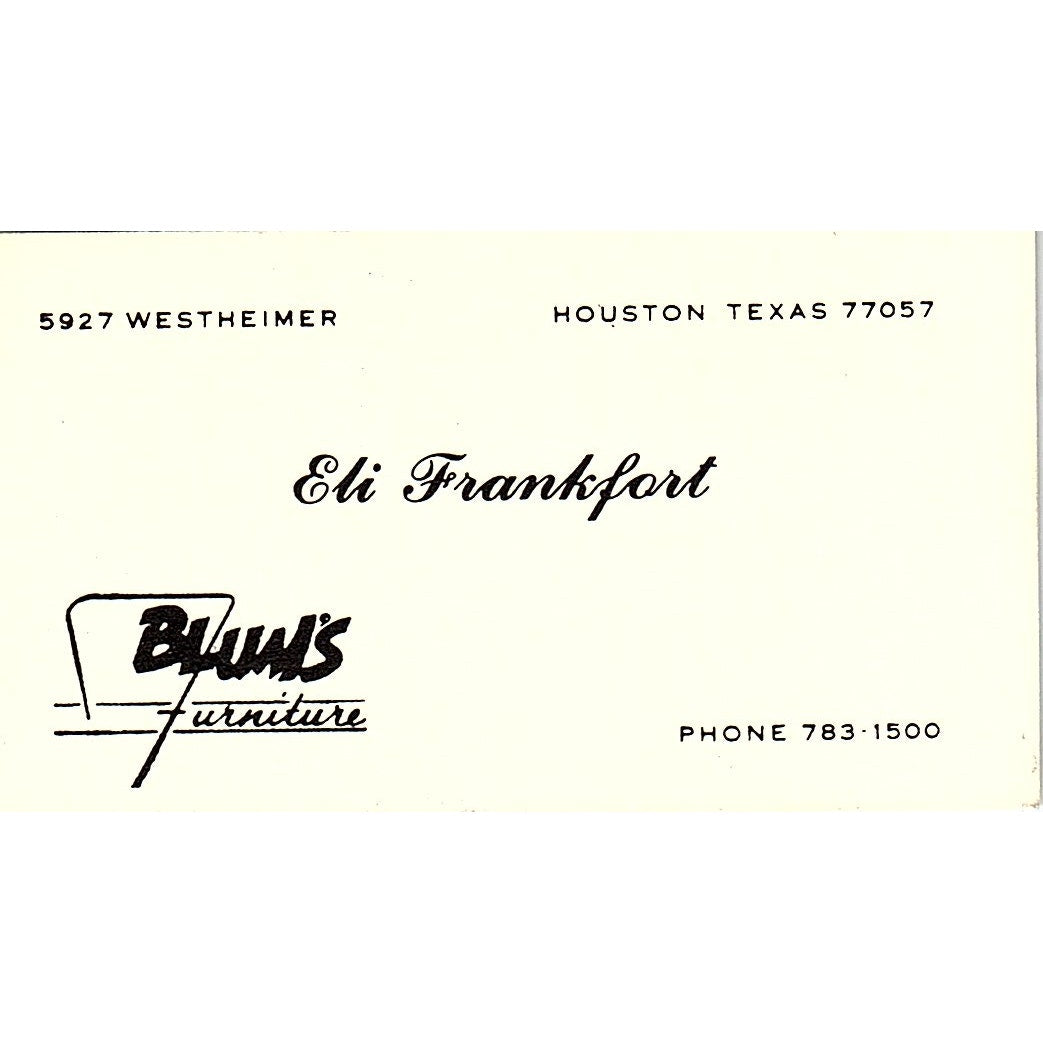 5927 WESTHEIMER
HOUSTON TEXAS 77057
Eli Frankfort
BLUM'S
Furniture
PHONE 783-1500